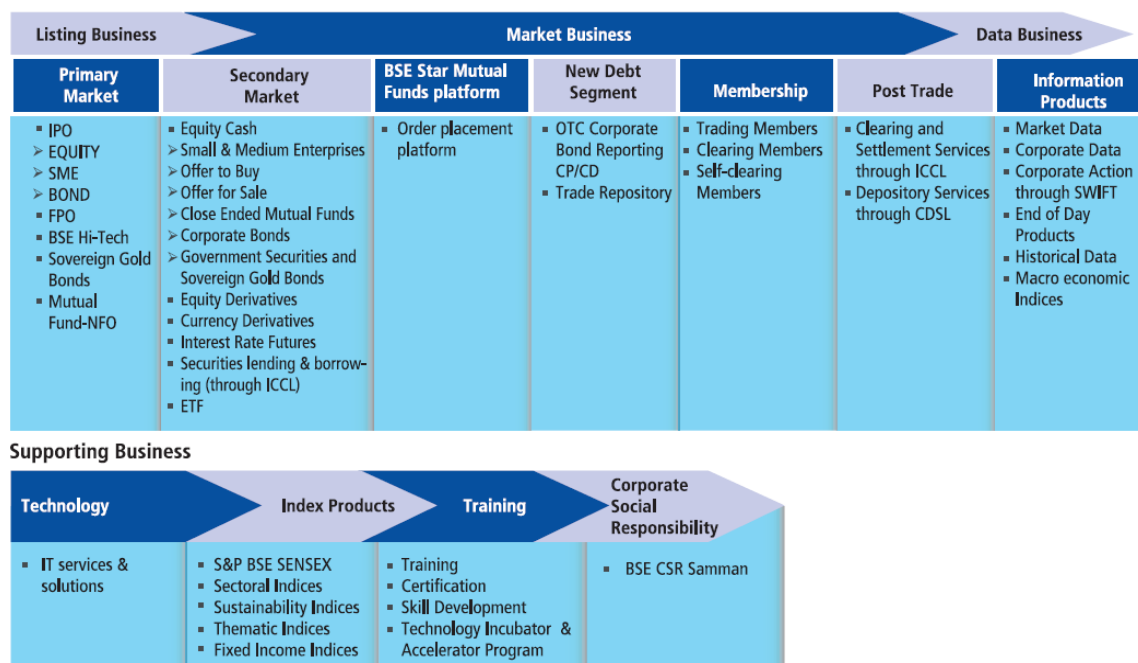 Listing Business
Market Business
Data Business
Primary
Market
Secondary
Market
BSE Star Mutual
Funds platform
New Debt
Segment
Membership
Post Trade
Information
Products
▪ IPO
➢ EQUITY
➢ SME
➢ BOND
▪ FPO
▪ BSE Hi-Tech
▪ Sovereign Gold
Bonds
▪ Mutual
Fund-NFO
▪ Equity Cash
➢ Small & Medium Enterprises
➢ Offer to Buy
➢ Offer for Sale
➢ Close Ended Mutual Funds
➢ Corporate Bonds
➢ Government Securities and
Sovereign Gold Bonds
▪ Equity Derivatives
▪ Currency Derivatives
▪ Interest Rate Futures
▪ Securities lending & borrow-
ing (through ICCL)
▪ ETF
▪ Order placement
platform
▪ OTC Corporate
Bond Reporting
CP/CD
▪ Trade Repository
▪ Trading Members
▪ Clearing Members
▪ Self-clearing
Members
▪ Clearing and
Settlement Services
through ICCL
▪ Depository Services
through CDSL
▪ Market Data
▪ Corporate Data
▪ Corporate Action
through SWIFT
▪ End of Day
Products
▪ Historical Data
▪ Macro economic
Indices
Supporting Business
Technology
Index Products
Training
Corporate
Social
Responsibility
▪ IT services &
solutions
▪ S&P BSE SENSEX
▪ Sectoral Indices
▪ Sustainability Indices
▪ Thematic Indices
▪ Fixed Income Indices
▪ Training
▪ Certification
▪ Skill Development
▪ Technology Incubator &
Accelerator Program
▪ BSE CSR Samman